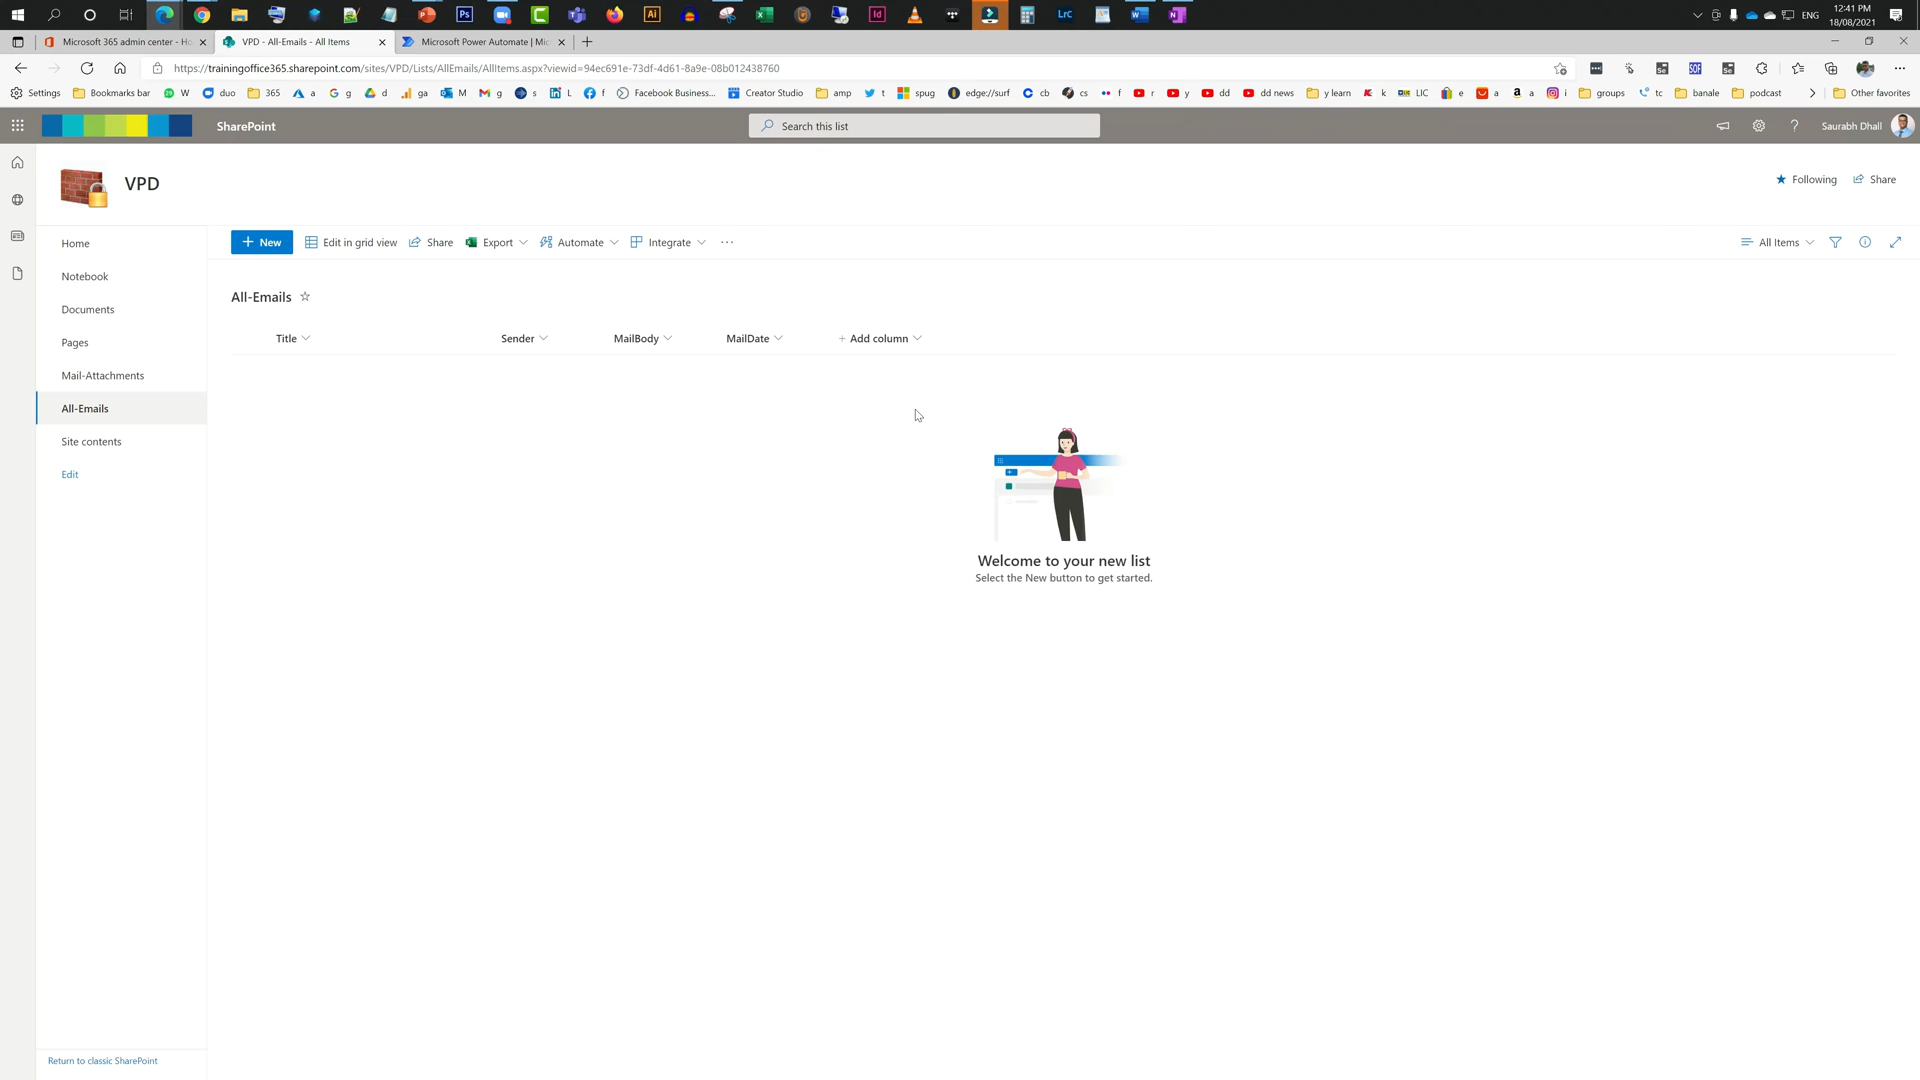 Ps
Ai
Id
LrC
ENG
12:41 PM
18/08/2021
Microsoft 365 admin center - Ho
VPD - All-Emails - All Items
Microsoft Power Automate | Mic
https://trainingoffice365.sharepoint.com/sites/VPD/Lists/AllEmails/AllItems.aspx?viewid=94ec691e-73df-4d61-8a9e-08b012438760
Settings
Bookmarks bar
W
duo
365
a
g
d
ga
M
g
s
L
f
Facebook Business...
Creator Studio
amp
t
spug
edge://surf
cb
cs
f
r
y
dd
dd news
y learn
k
LIC
e
a
a
i
groups
tc
banale
podcast
Other favorites
SharePoint
Search this list
Saurabh Dhall
VPD
Following
Share
Home
Notebook
Documents
Pages
Mail-Attachments
All-Emails
Site contents
Edit
+ New
Edit in grid view
Share
Export
Automate
Integrate
...
All Items
All-Emails
Title
Sender
MailBody
MailDate
+ Add column
Welcome to your new list
Select the New button to get started.
Return to classic SharePoint